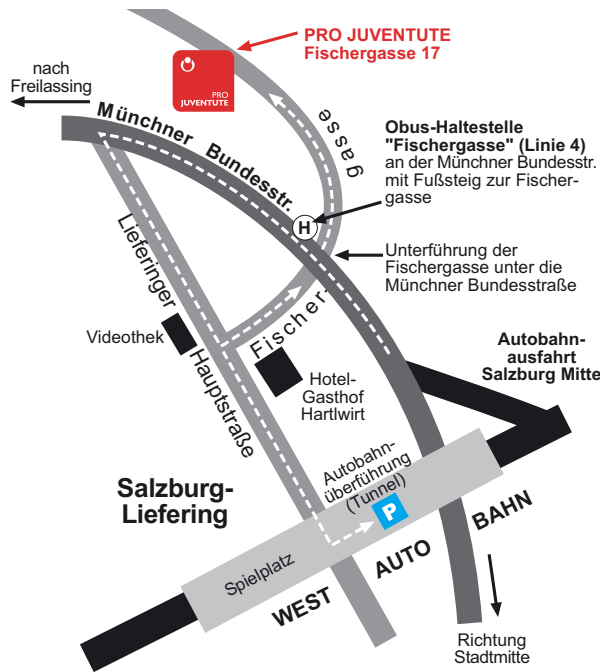 PRO JUVENTUTE
Fischergasse 17
nach
Freilassing
PRO
JUVENTUTE
Münchner Bundesstr.
gasse
Obus-Haltestelle
"Fischergasse" (Linie 4)
an der Münchner Bundesstr.
mit Fußsteig zur Fischer-
gasse
H
Unterführung der
Fischergasse unter die
Münchner Bundesstraße
Lieferinger Hauptstraße
Fischer-
Videothek
Hotel-
Gasthof
Hartlwirt
Autobahn-
ausfahrt
Salzburg Mitte
Salzburg-
Liefering
Autobahn-
überführung
(Tunnel)
P
Spielplatz
WEST AUTO BAHN
Richtung
Stadtmitte